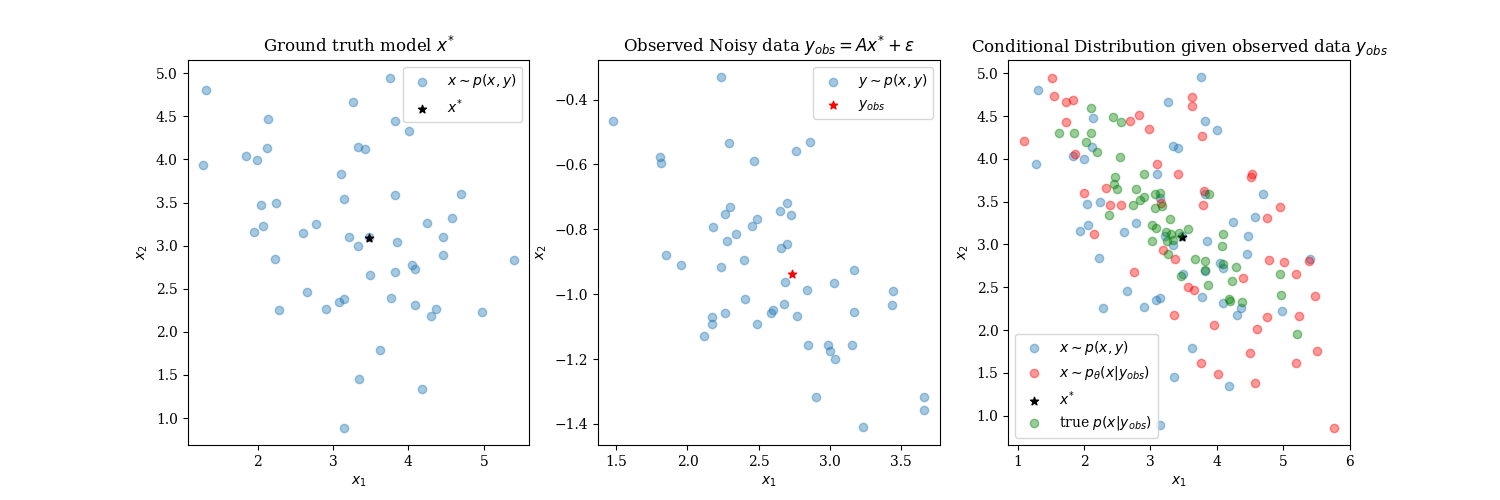 Ground truth model $x^*$
$x \sim p(x, y)$
$x^*$
5.0
4.5
4.0
3.5
3.0
2.5
2.0
1.5
1.0
$x_2$
2 3 4 5
$x_1$
Observed Noisy data $y_{obs} = Ax^* + \epsilon$
$y \sim p(x, y)$
$y_{obs}$
−0.4
−0.6
−0.8
−1.0
−1.2
−1.4
$x_2$
1.5 2.0 2.5 3.0 3.5
$x_1$
Conditional Distribution given observed data $y_{obs}$
5.0
4.5
4.0
3.5
3.0
2.5
2.0
1.5
1.0
$x_2$
$x \sim p(x, y)$
$x \sim p_\theta(x|y_{obs})$
$x^*$
true $p(x|y_{obs})$
1 2 3 4 5 6
$x_1$